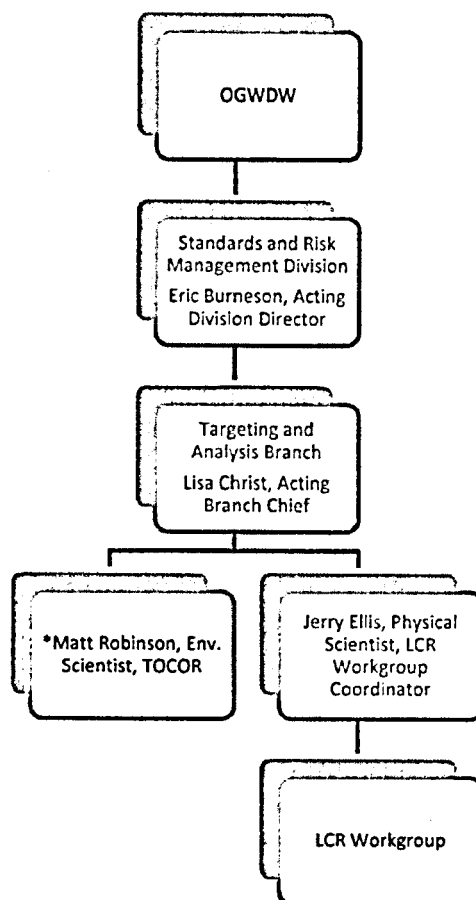 OGWDW
Standards and Risk
Management Division
Eric Burneson, Acting
Division Director
Targeting and
Analysis Branch
Lisa Christ, Acting
Branch Chief
*Matt Robinson, Env.
Scientist, TOCOR
Jerry Ellis, Physical
Scientist, LCR
Workgroup
Coordinator
LCR Workgroup